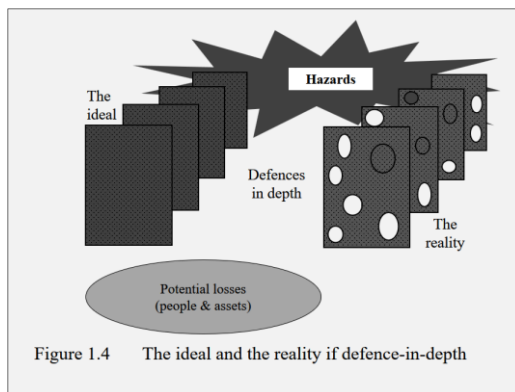 Hazards
The
ideal
Defences
in depth
The
reality
Potential losses
(people & assets)
Figure 1.4 The ideal and the reality if defence-in-depth